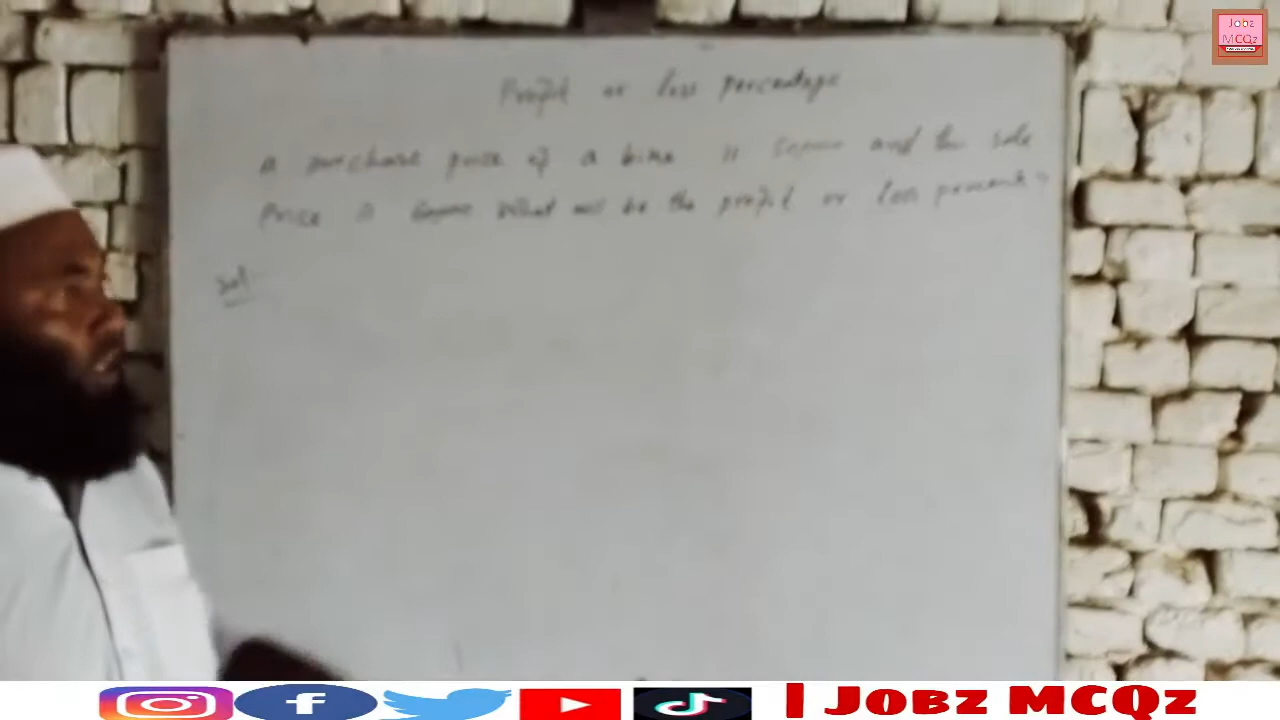 Jobz
MCQz
Profit or loss percentage
A purchase price of a bike is and the sale
Price is What will be the profit or loss percent?
Sol:
f
Jobz MCQz